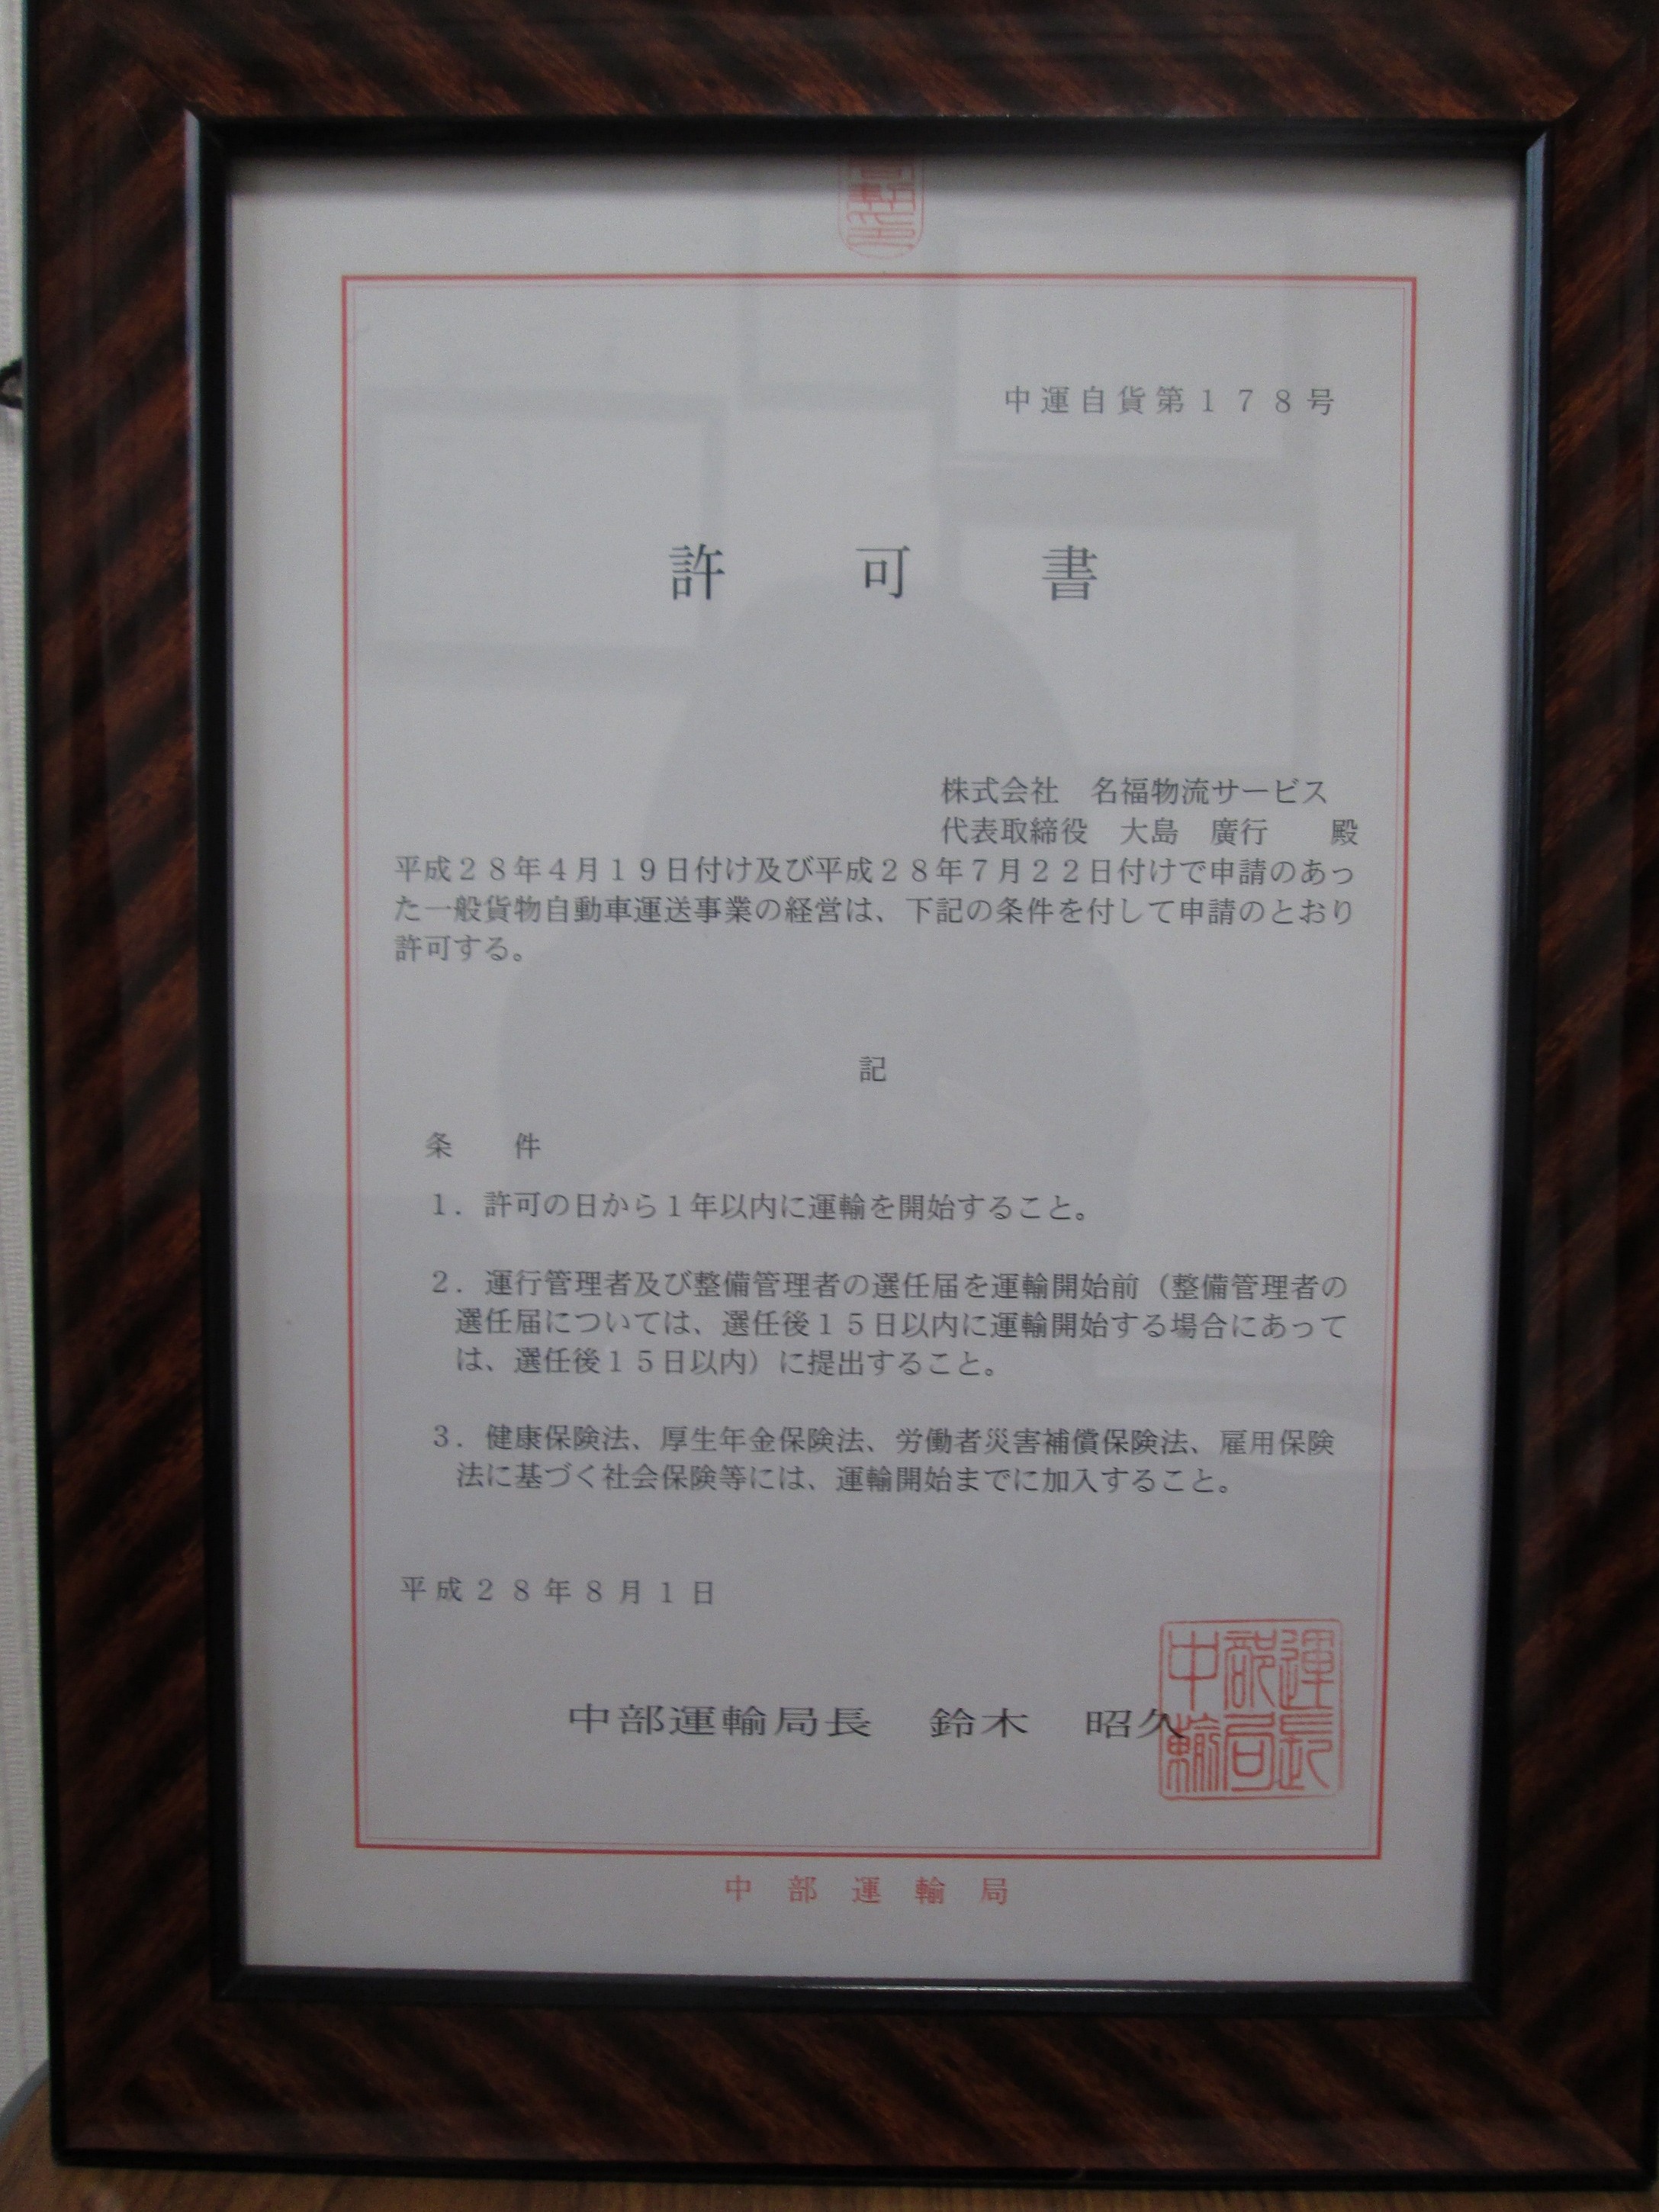 中運自貨第１７８号
許可書
株式会社　名福物流サービス
代表取締役　大島　廣行　　殿
平成２８年４月１９日付け及び平成２８年７月２２日付けで申請のあっ
た一般貨物自動車運送事業の経営は、下記の条件を付して申請のとおり
許可する。
記
条　　件
１．許可の日から１年以内に運輸を開始すること。
２．運行管理者及び整備管理者の選任届を運輸開始前（整備管理者の
選任届については、選任後１５日以内に運輸開始する場合にあって
は、選任後１５日以内）に提出すること。
３．健康保険法、厚生年金保険法、労働者災害補償保険法、雇用保険
法に基づく社会保険等には、運輸開始までに加入すること。
平成２８年８月１日
中部運輸局長　鈴木　昭久
中部運輸局長
中部運輸局